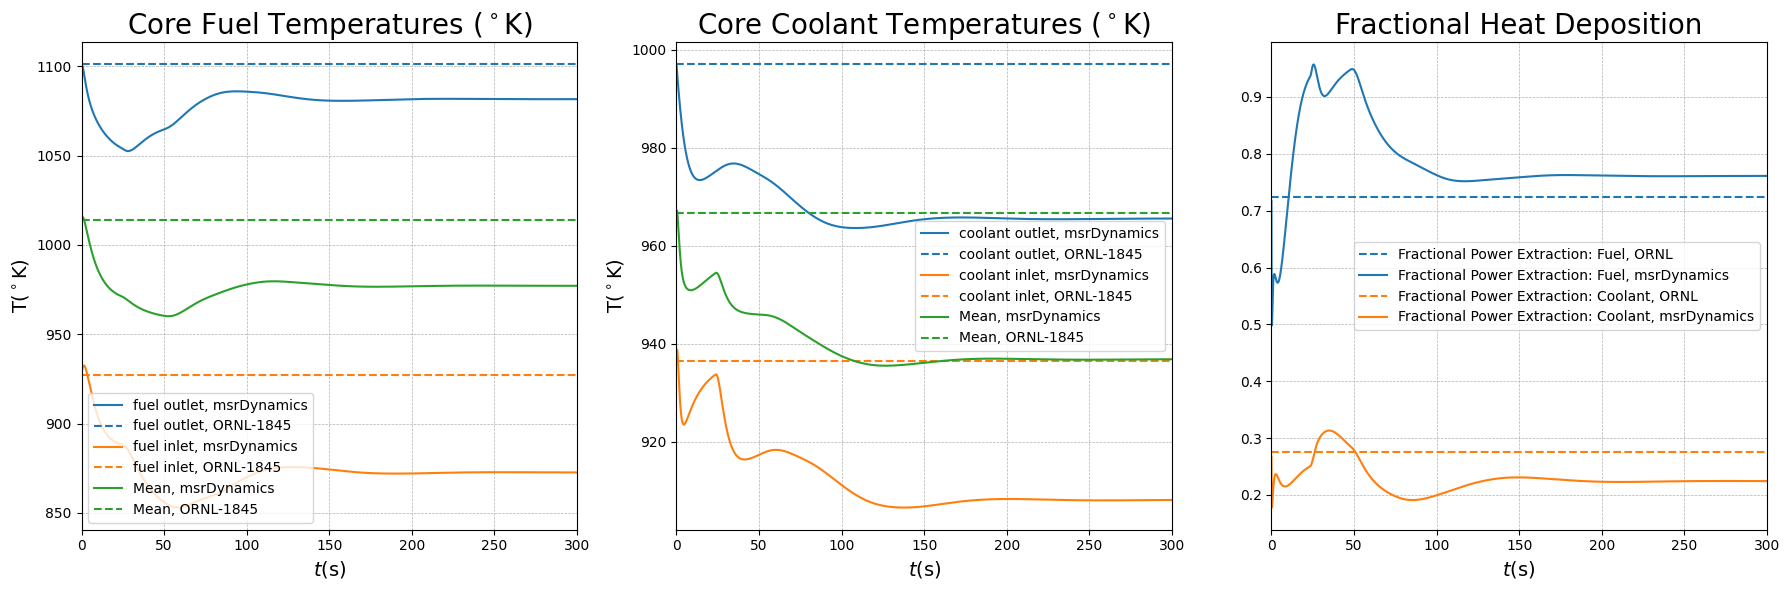 Core Fuel Temperatures (°K)
T(°K)
1100
1050
1000
950
900
850
fuel outlet, msrDynamics
fuel outlet, ORNL-1845
fuel inlet, msrDynamics
fuel inlet, ORNL-1845
Mean, msrDynamics
Mean, ORNL-1845
0 50 100 150 200 250 300
t(s)
Core Coolant Temperatures (°K)
T(°K)
1000
980
960
940
920
coolant outlet, msrDynamics
coolant outlet, ORNL-1845
coolant inlet, msrDynamics
coolant inlet, ORNL-1845
Mean, msrDynamics
Mean, ORNL-1845
0 50 100 150 200 250 300
t(s)
Fractional Heat Deposition
0.9
0.8
0.7
0.6
0.5
0.4
0.3
0.2
Fractional Power Extraction: Fuel, ORNL
Fractional Power Extraction: Fuel, msrDynamics
Fractional Power Extraction: Coolant, ORNL
Fractional Power Extraction: Coolant, msrDynamics
0 50 100 150 200 250 300
t(s)